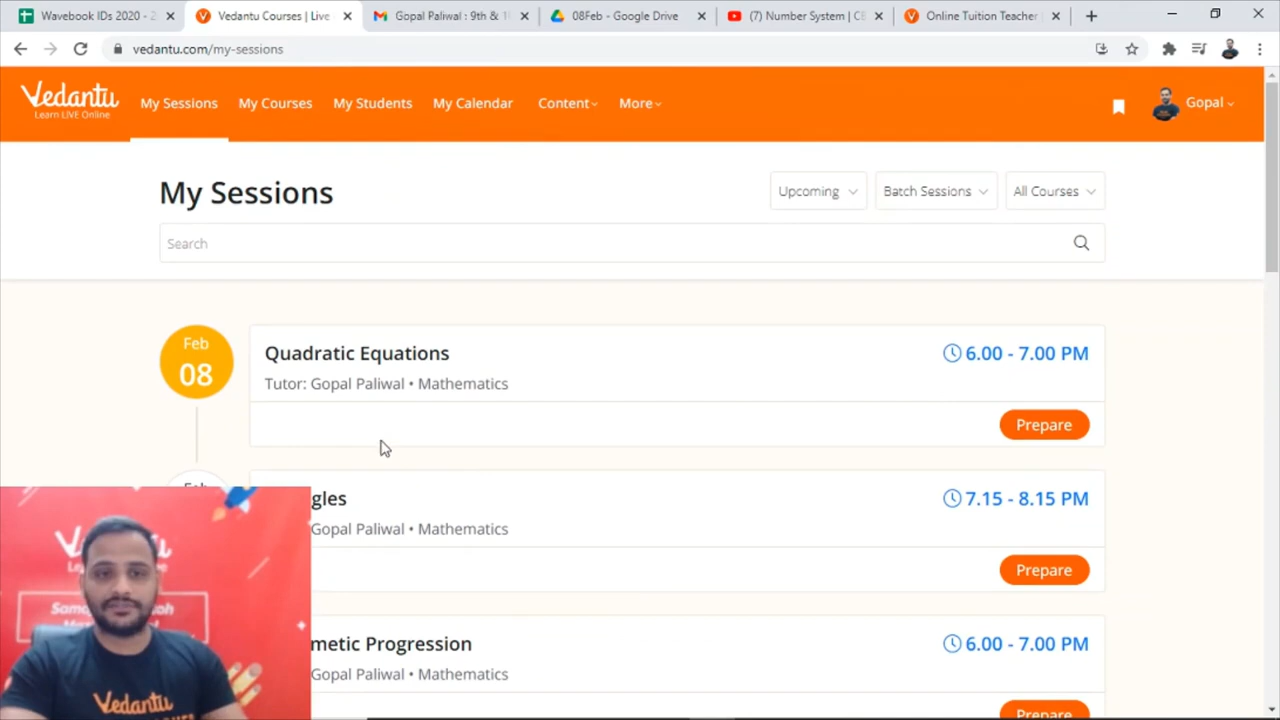 Wavebook IDs 2020 - 2
Vedantu Courses | Live
Gopal Paliwal : 9th & 1
08Feb - Google Drive
(7) Number System | CB
Online Tuition Teacher
vedantu.com/my-sessions
Vedantu
Learn LIVE Online
My Sessions
My Courses
My Students
My Calendar
Content
More
Gopal
My Sessions
Upcoming
Batch Sessions
All Courses
Search
Feb
08
Quadratic Equations
6.00 - 7.00 PM
Tutor: Gopal Paliwal • Mathematics
Prepare
Feb
gles
7.15 - 8.15 PM
Gopal Paliwal • Mathematics
Prepare
metic Progression
6.00 - 7.00 PM
Gopal Paliwal • Mathematics
Prepare
Vedantu